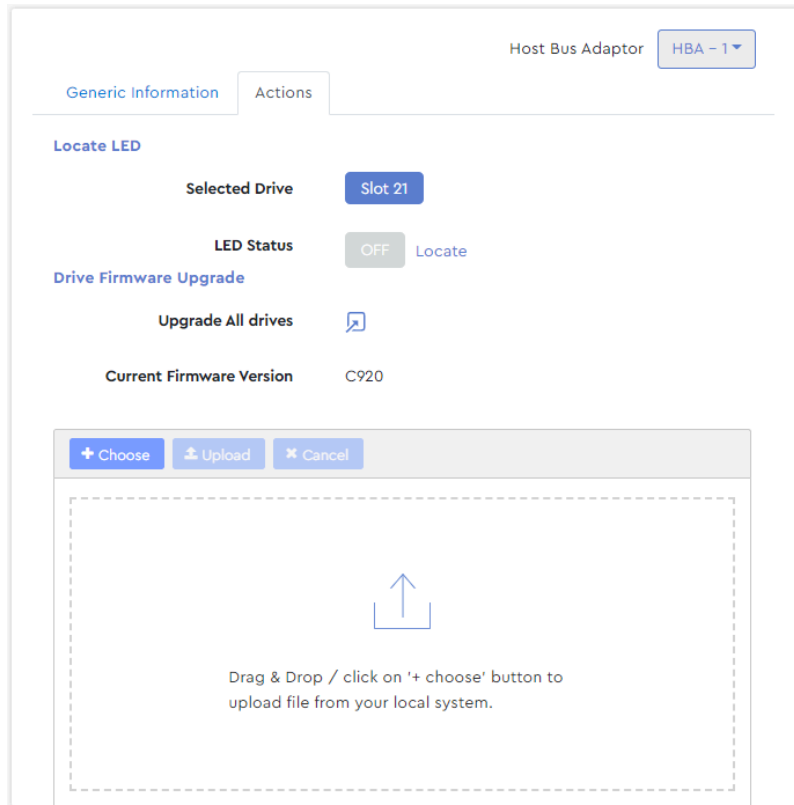 Host Bus Adaptor HBA – 1
Generic Information Actions
Locate LED
Selected Drive Slot 21
LED Status OFF Locate
Drive Firmware Upgrade
Upgrade All drives
Current Firmware Version C920
+ Choose Upload × Cancel
Drag & Drop / click on '+ choose' button to
upload file from your local system.